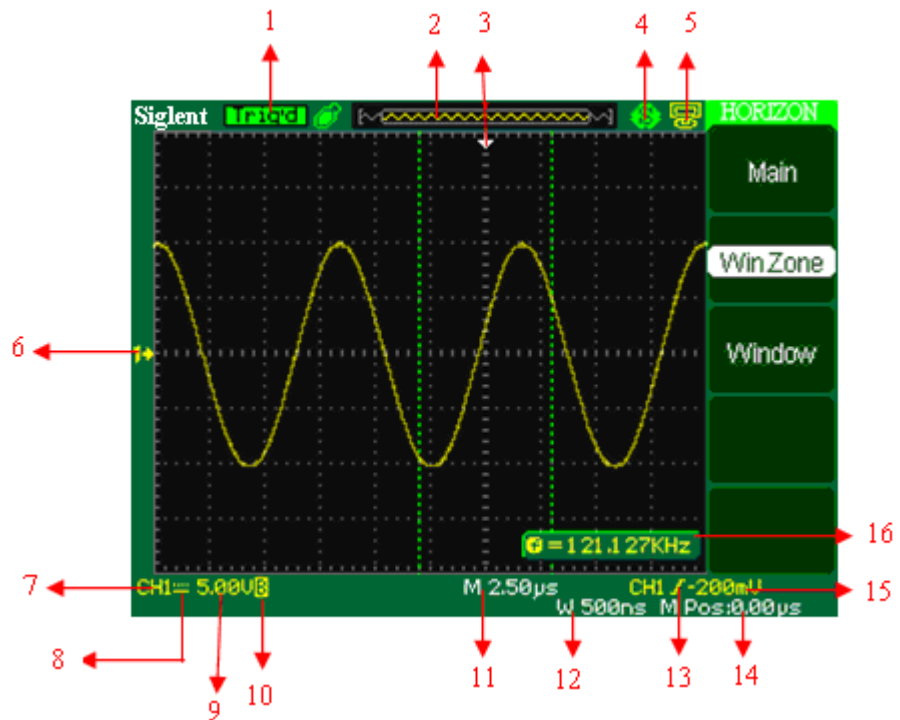 1 2 3 4 5
Siglent Trig'd HORIZON
Main
Win Zone
6
Window
16
f=121.127KHz
7 CH1 5.00V B M 2.50µs CH1 -200mV 15
W 500ns M Pos:0.00µs
8 9 10 11 12 13 14